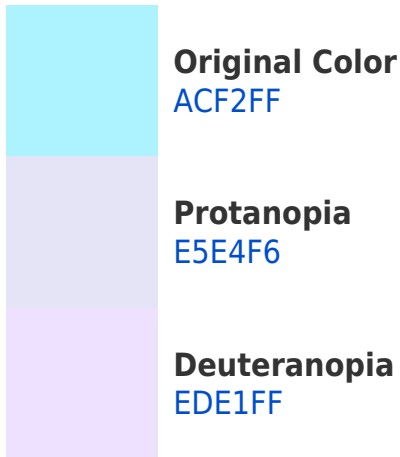 Original Color
ACF2FF
Protanopia
E5E4F6
Deuteranopia
EDE1FF